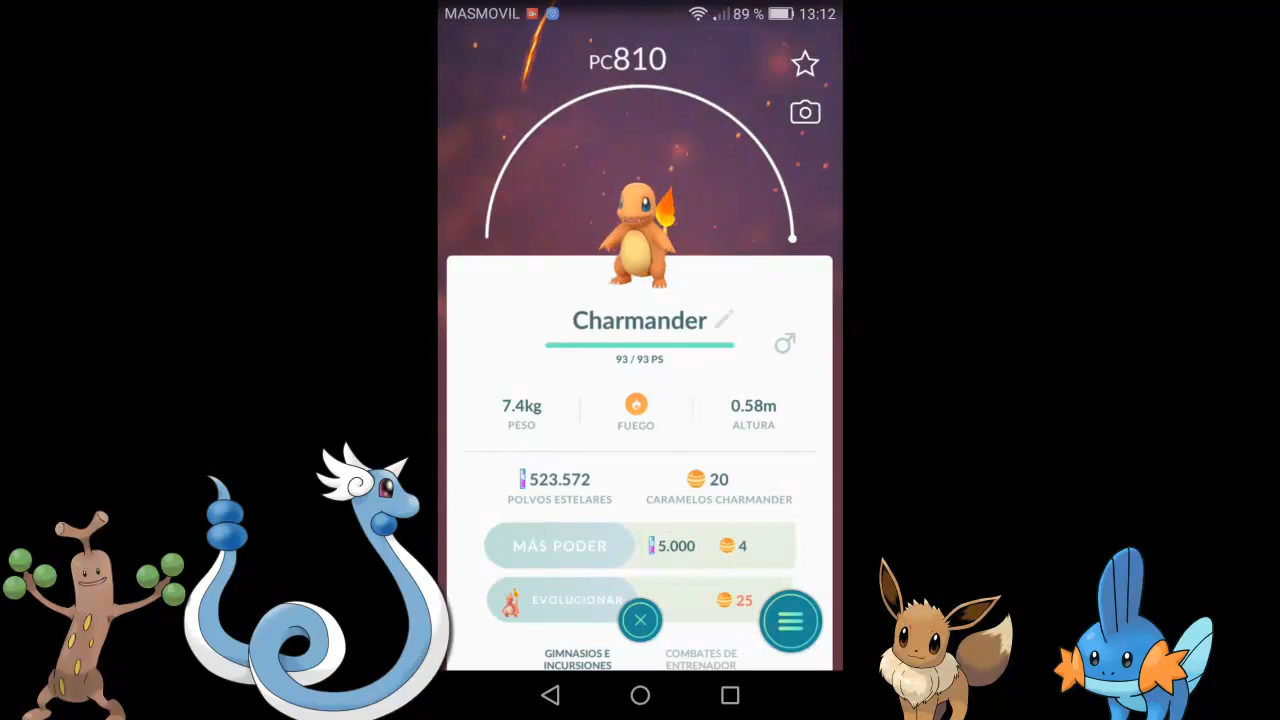 MASMOVIL 89 % 13:12
PC810
Charmander
93 / 93 PS
7.4kg 0.58m
PESO FUEGO ALTURA
523.572 20
POLVOS ESTELARES CARAMELOS CHARMANDER
MÁS PODER 5.000 4
EVOLUCIONAR 25
GIMNASIOS E INCURSIONES
COMBATES DE ENTRENADOR